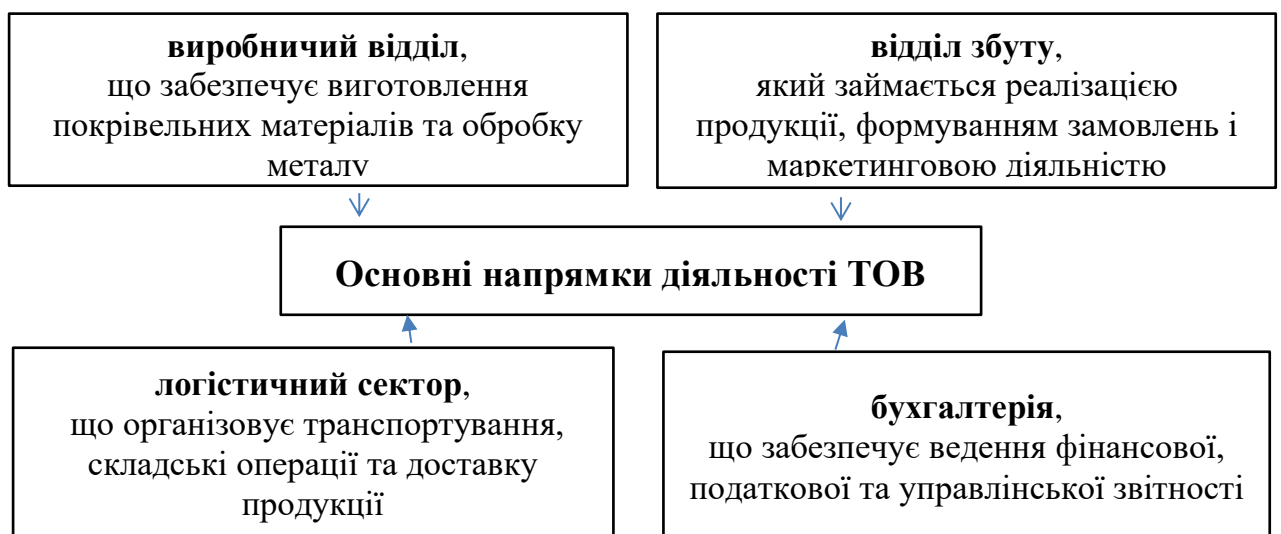 виробничий відділ,
що забезпечує виготовлення
покрівельних матеріалів та обробку
металу
відділ збуту,
який займається реалізацією
продукції, формуванням замовлень і
маркетинговою діяльністю
Основні напрямки діяльності ТОВ
логістичний сектор,
що організовує транспортування,
складські операції та доставку
продукції
бухгалтерія,
що забезпечує ведення фінансової,
податкової та управлінської звітності